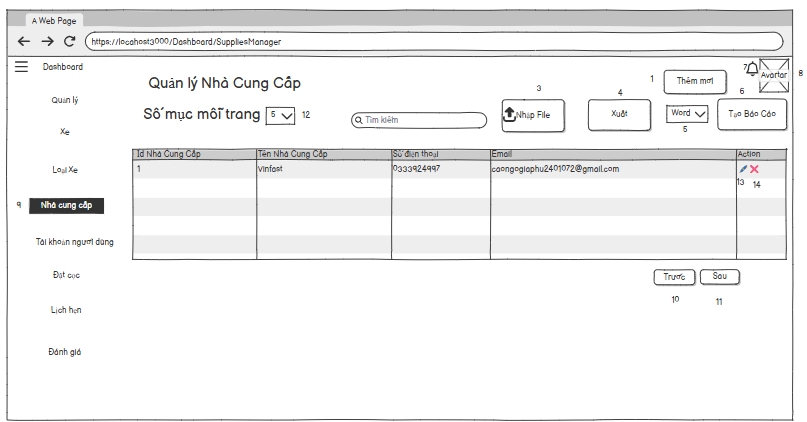 A Web Page
https://locahost3000/Dashboard/SuppliesManager
Dashboard
Quản lý
Xe
Loại Xe
9 Nhà cung cấp
Tài khoản người dùng
Đặt cọc
Lịch hẹn
Đánh giá
Quản lý Nhà Cung Cấp
1 Thêm mới 7 Avartar 8
Số mục mỗi trang 5 12
Tìm kiếm
3 Nhập File
4 Xuất
Word 5
6 Tạo Báo Cáo
Id Nhà Cung Cấp Tên Nhà Cung Cấp Số điện thoại Email Action
1 Vinfast 0333924997 caongogiaphu2401072@gmail.com
13 14
Trước Sau
10 11